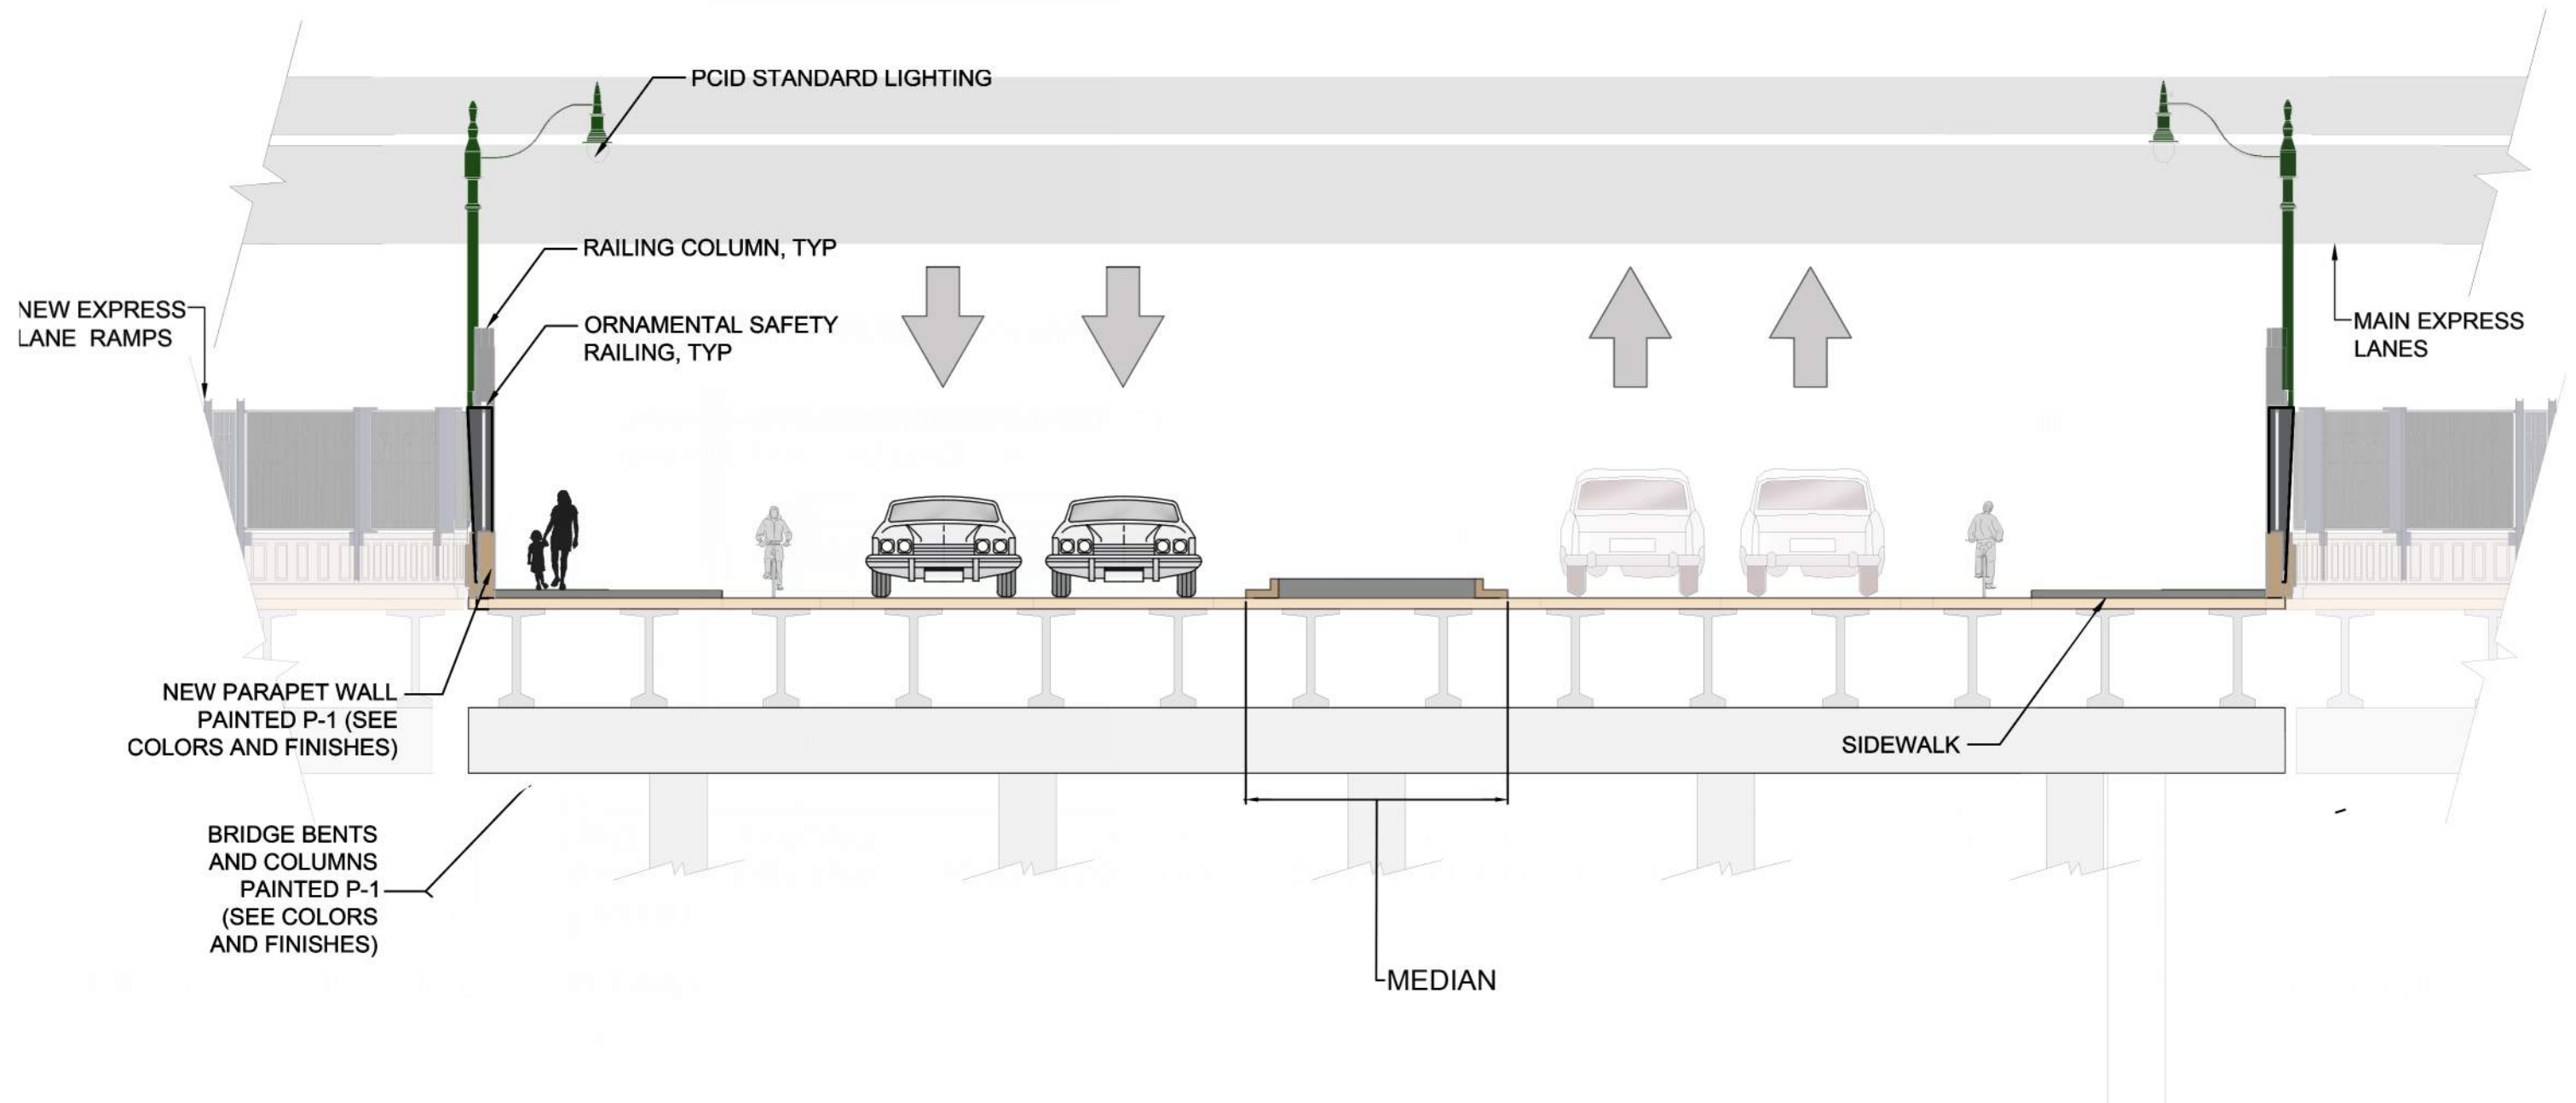 PCID STANDARD LIGHTING
RAILING COLUMN, TYP
NEW EXPRESS
LANE RAMPS
ORNAMENTAL SAFETY
RAILING, TYP
MAIN EXPRESS
LANES
NEW PARAPET WALL
PAINTED P-1 (SEE
COLORS AND FINISHES)
SIDEWALK
BRIDGE BENTS
AND COLUMNS
PAINTED P-1
(SEE COLORS
AND FINISHES)
MEDIAN